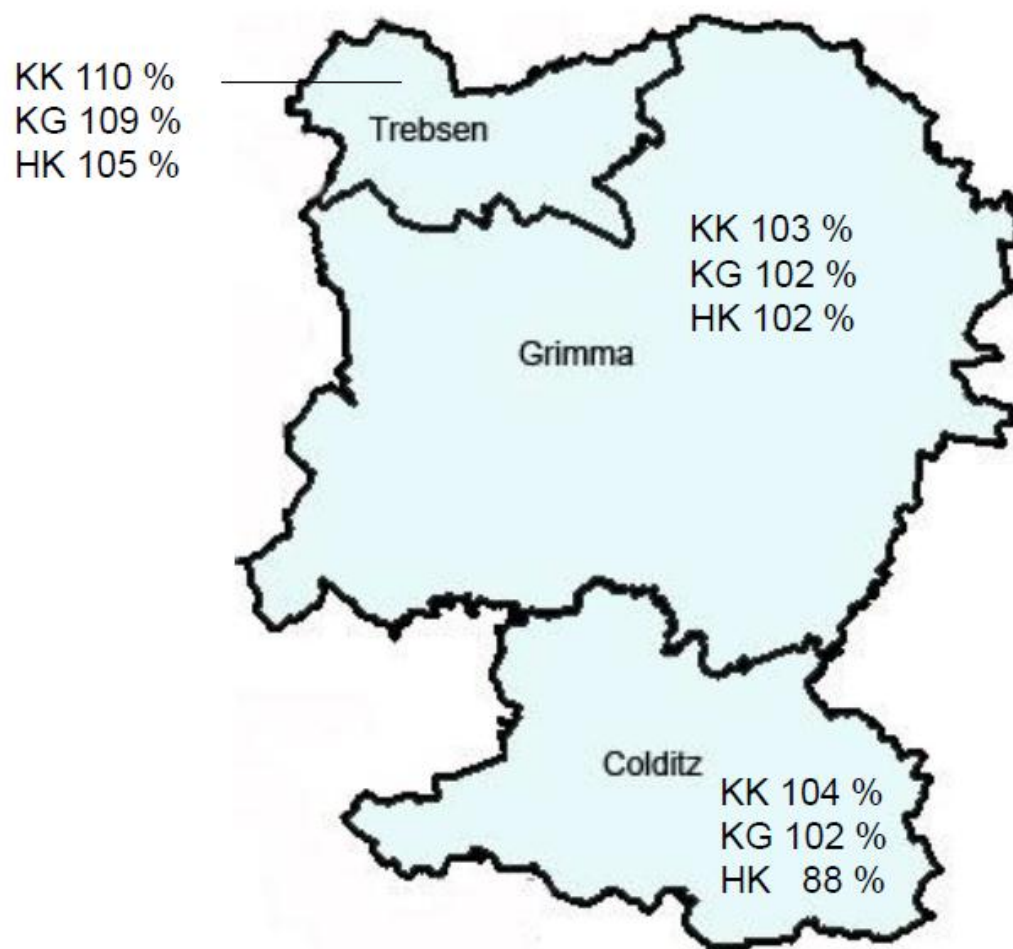 KK 110 %
KG 109 %
HK 105 %
Trebsen
KK 103 %
KG 102 %
HK 102 %
Grimma
Colditz
KK 104 %
KG 102 %
HK 88 %